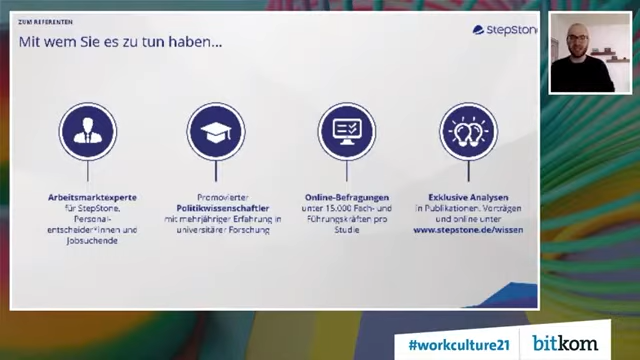 ZUM REFERENTEN
Mit wem Sie es zu tun haben...
StepStone
Arbeitsmarktexperte
für StepStone,
Personal-
entscheider*innen und
Jobsuchende
Promovierter
Politikwissenschaftler
mit mehrjähriger Erfahrung in
universitärer Forschung
Online-Befragungen
unter 15.000 Fach- und
Führungskräften pro
Studie
Exklusive Analysen
in Publikationen, Vorträgen
und online unter
www.stepstone.de/wissen
#workculture21
bitkom